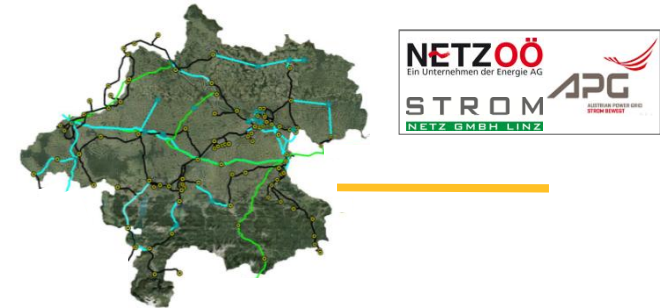 NETZOÖ
Ein Unternehmen der Energie AG
STROM
NETZ GMBH LINZ
APG
AUSTRIAN POWER GRID
STROM BEWEGT